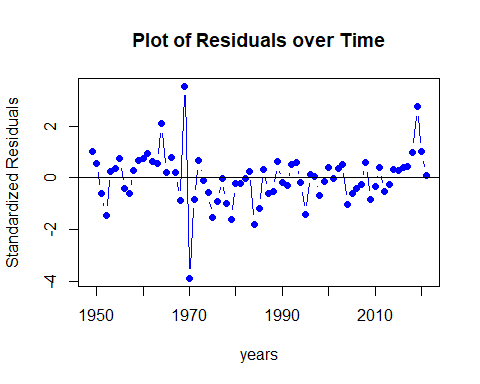 Plot of Residuals over Time
Standardized Residuals
2
0
-2
-4
1950
1970
1990
2010
years